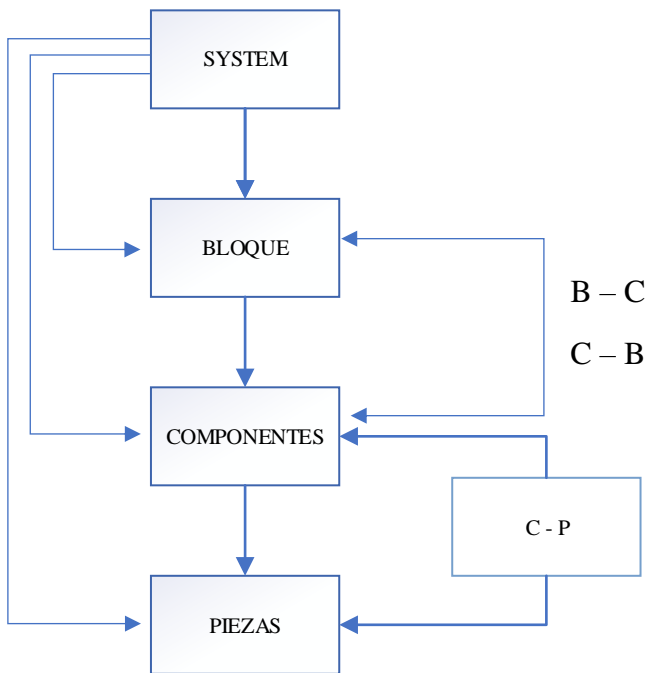 SYSTEM
BLOQUE
B – C
C – B
COMPONENTES
C - P
PIEZAS